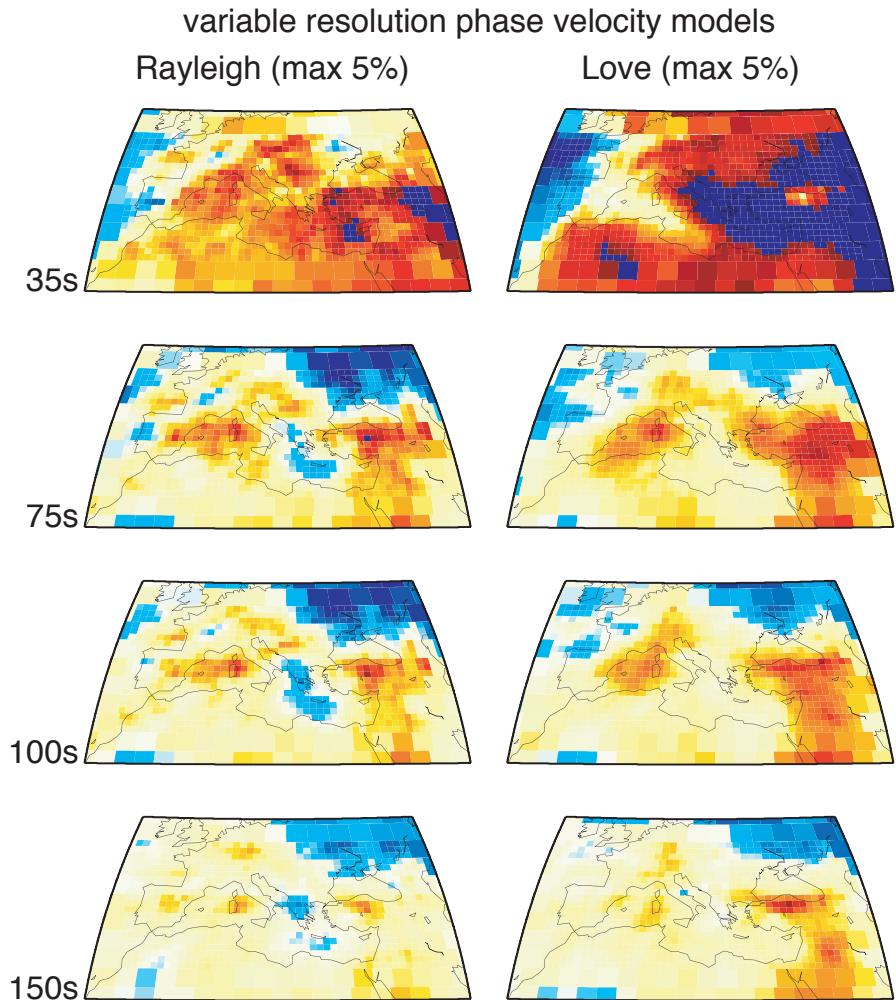 variable resolution phase velocity models
Rayleigh (max 5%)
Love (max 5%)
35s
75s
100s
150s